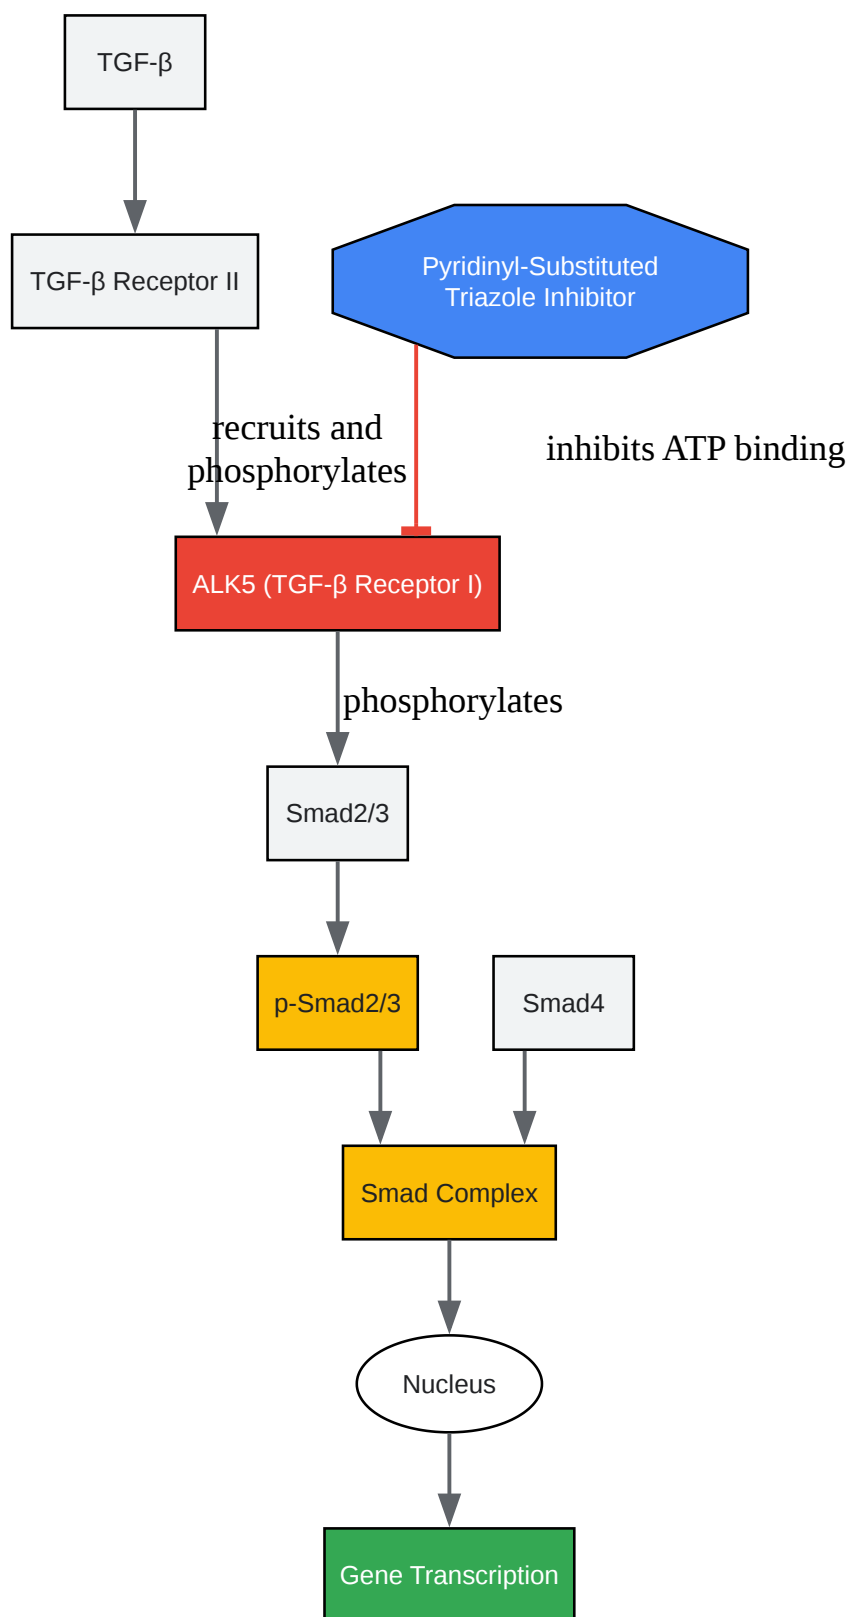 TGF-β
TGF-β Receptor II
Pyridinyl-Substituted
Triazole Inhibitor
recruits and
phosphorylates
inhibits ATP binding
ALK5 (TGF-β Receptor I)
phosphorylates
Smad2/3
p-Smad2/3
Smad4
Smad Complex
Nucleus
Gene Transcription